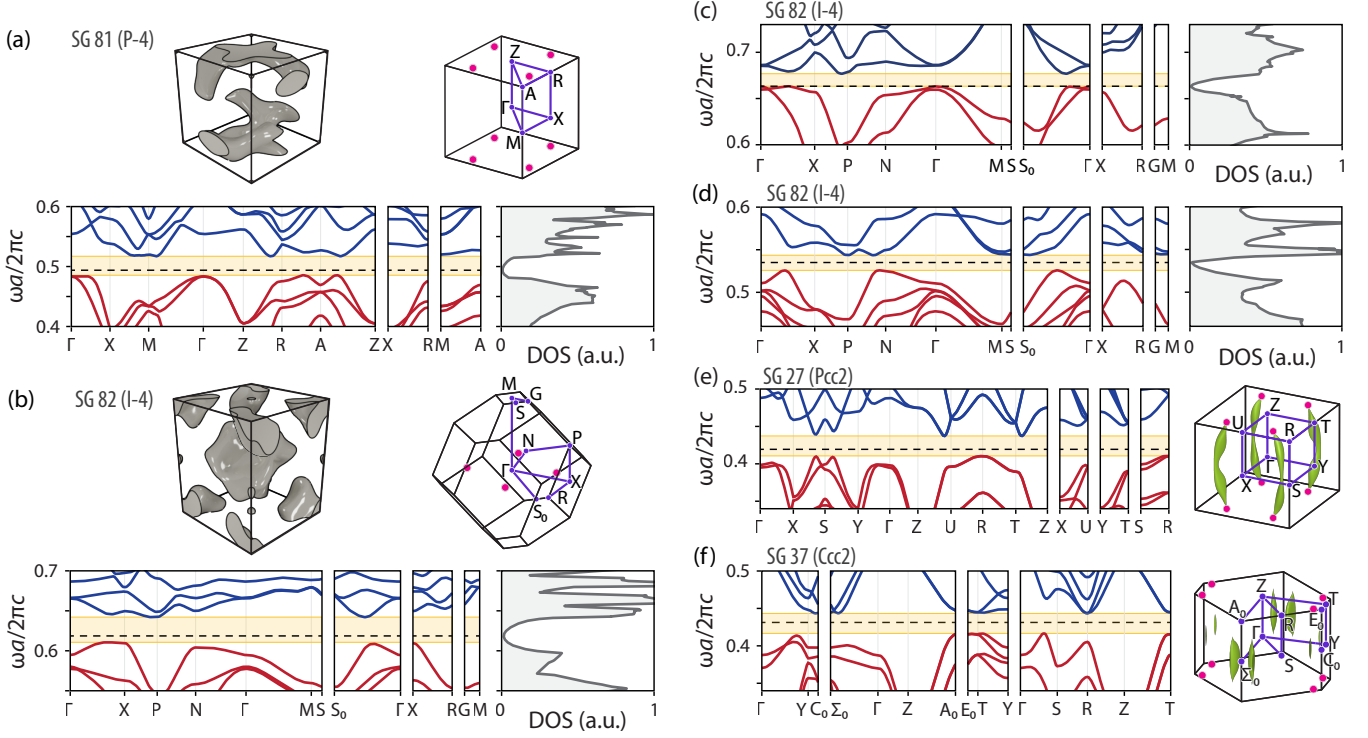 (a)
SG 81 (P-4)
Z
R
A
Γ
X
M
ωa/2πc
0.6
0.5
0.4
Γ X M Γ Z R A Z X R M A
0 1
DOS (a.u.)
(b)
SG 82 (I-4)
M
G
S
N
P
Γ
X
R
S₀
ωa/2πc
0.7
0.6
Γ X P N Γ M S S₀ Γ X R G M
0 1
DOS (a.u.)
(c)
SG 82 (I-4)
ωa/2πc
0.7
0.6
Γ X P N Γ M S S₀ Γ X R G M
0 1
DOS (a.u.)
(d)
SG 82 (I-4)
ωa/2πc
0.6
0.5
Γ X P N Γ M S S₀ Γ X R G M
0 1
DOS (a.u.)
(e)
SG 27 (Pcc2)
ωa/2πc
0.5
0.4
Γ X S Y Γ Z U R T Z X U Y T S R
Z
U
R
T
Γ
Y
X
S
(f)
SG 37 (Ccc2)
ωa/2πc
0.5
0.4
Γ Y C₀ Σ₀ Γ Z A₀ E₀ T Y Γ S R Z T
Z
T
A₀
R
E₀
Γ
Y
C₀
S
Σ₀